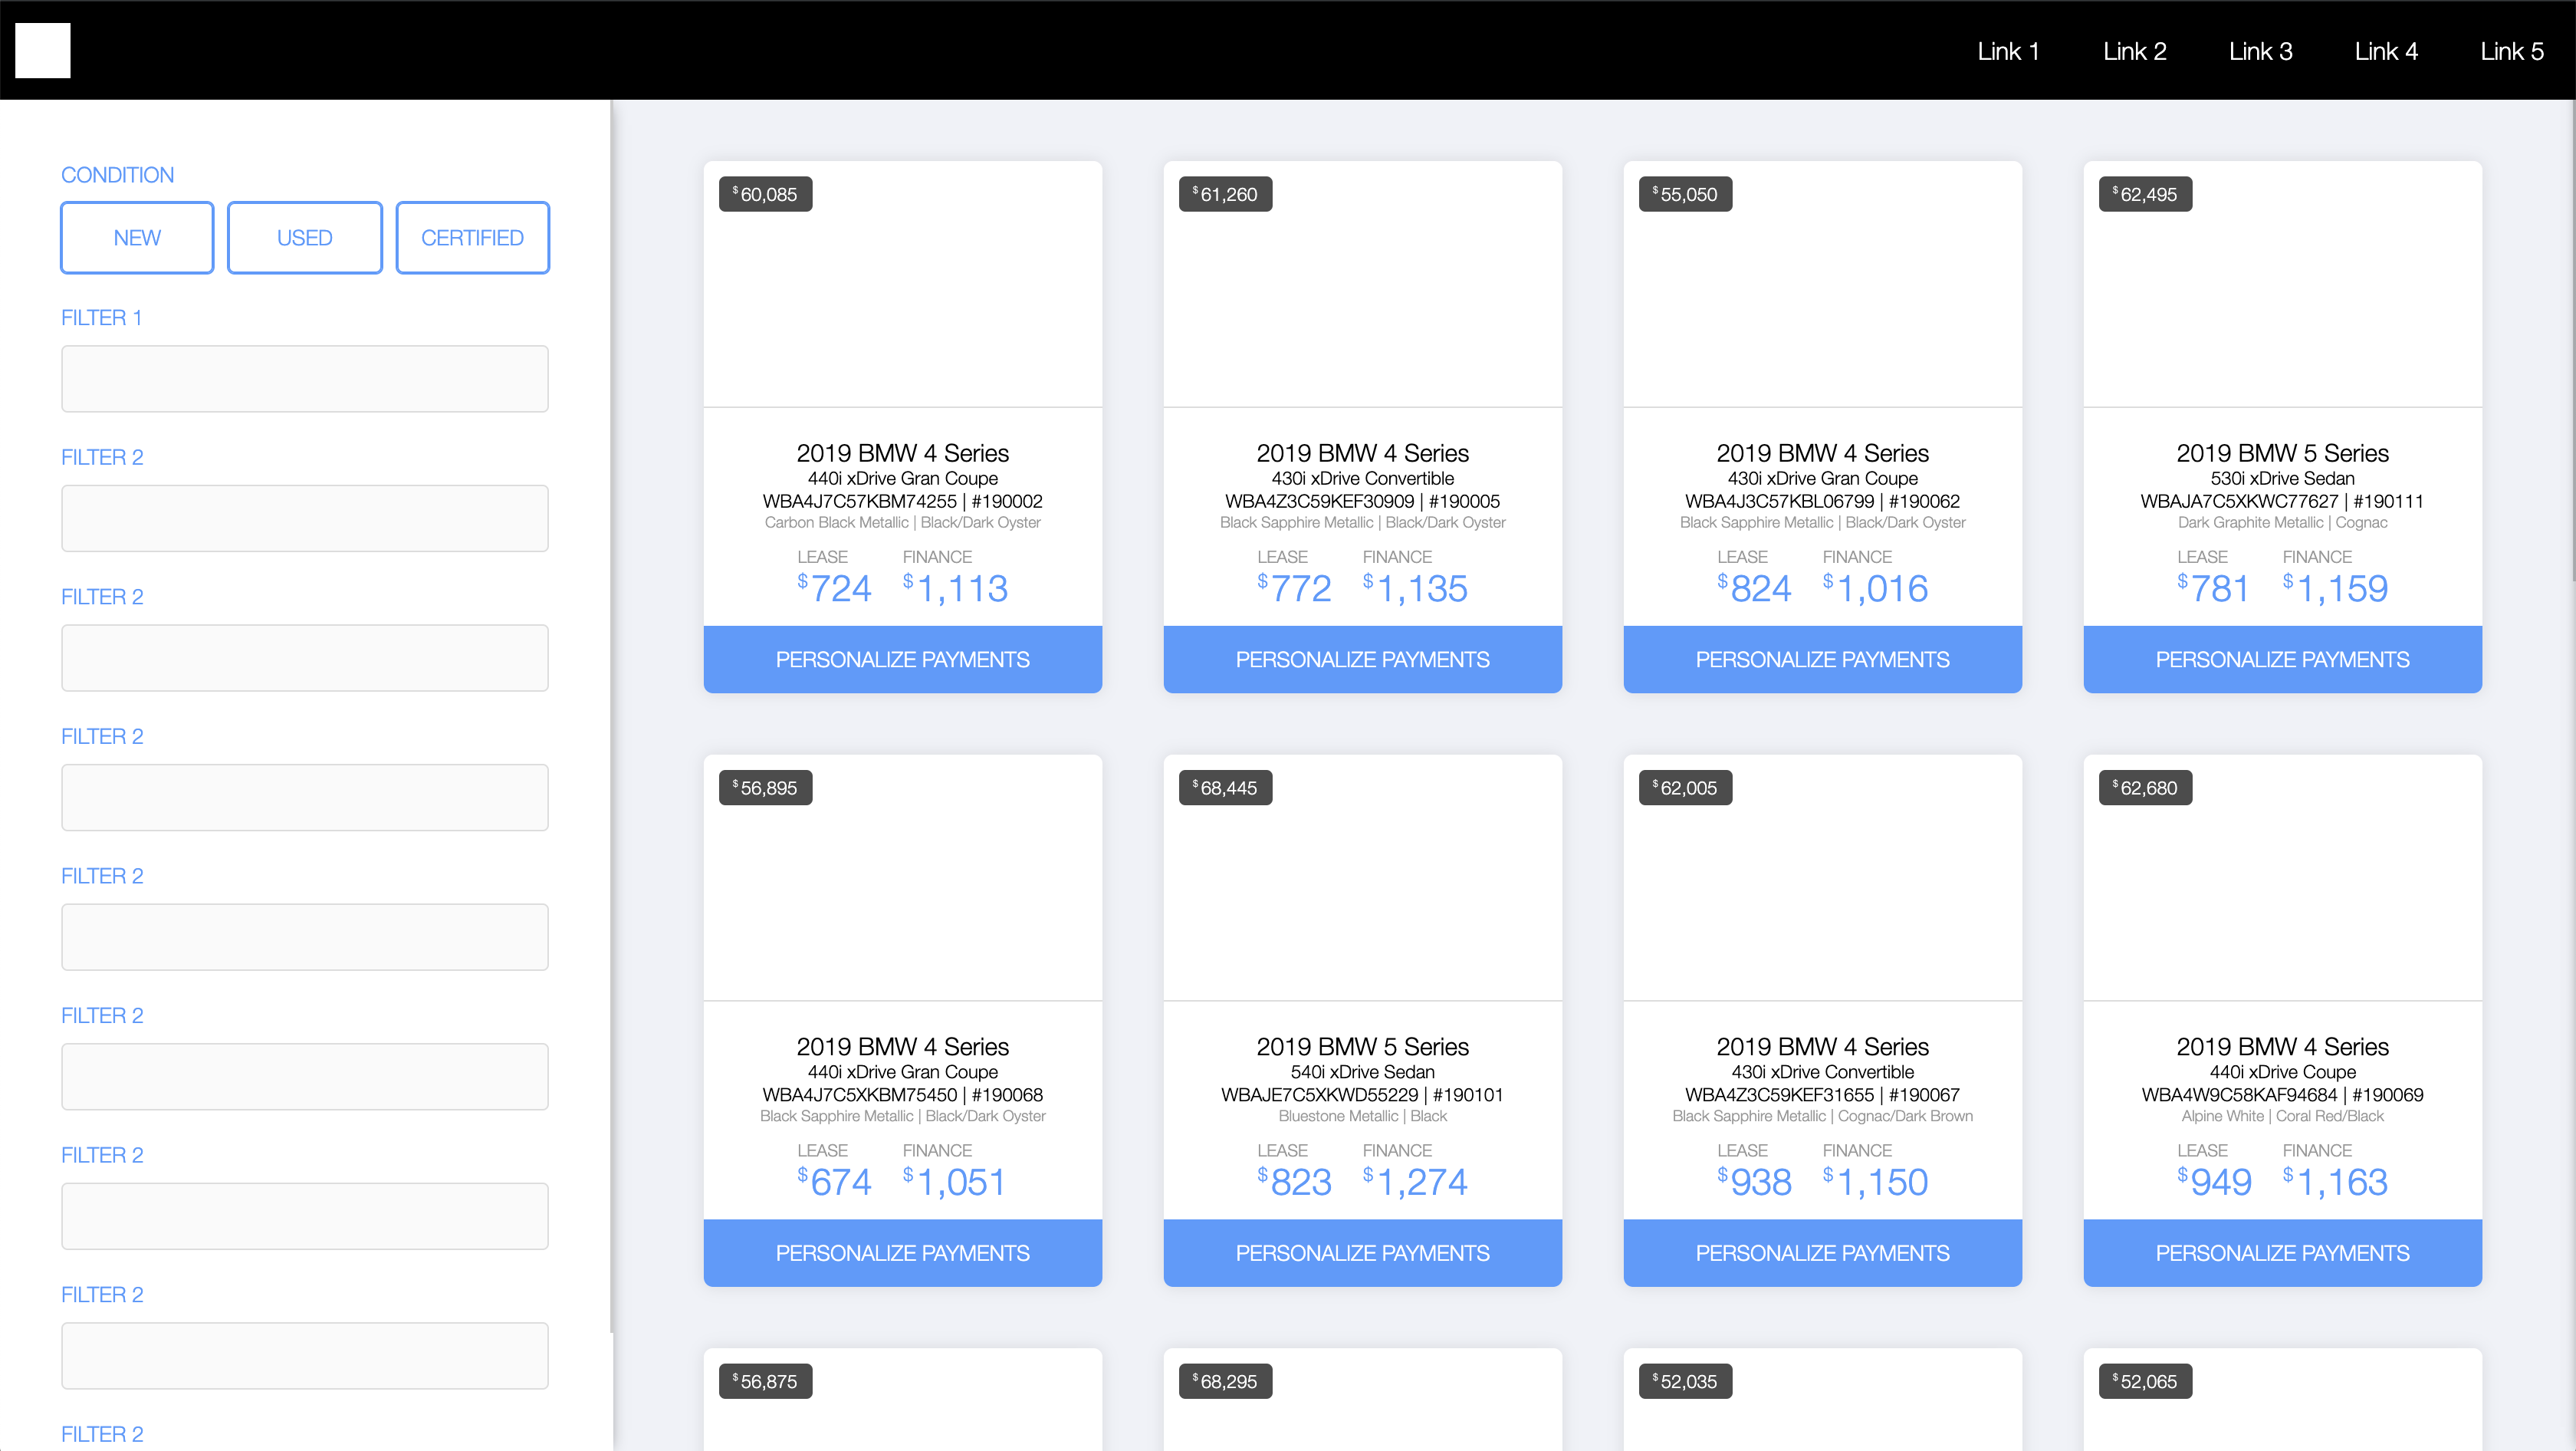 Link 1 Link 2 Link 3 Link 4 Link 5
CONDITION
NEW USED CERTIFIED
FILTER 1
FILTER 2
FILTER 2
FILTER 2
FILTER 2
FILTER 2
FILTER 2
FILTER 2
FILTER 2
$60,085
2019 BMW 4 Series
440i xDrive Gran Coupe
WBA4J7C57KBM74255 | #190002
Carbon Black Metallic | Black/Dark Oyster
LEASE FINANCE
$724 $1,113
PERSONALIZE PAYMENTS
$61,260
2019 BMW 4 Series
430i xDrive Convertible
WBA4Z3C59KEF30909 | #190005
Black Sapphire Metallic | Black/Dark Oyster
LEASE FINANCE
$772 $1,135
PERSONALIZE PAYMENTS
$55,050
2019 BMW 4 Series
430i xDrive Gran Coupe
WBA4J3C57KBL06799 | #190062
Black Sapphire Metallic | Black/Dark Oyster
LEASE FINANCE
$824 $1,016
PERSONALIZE PAYMENTS
$62,495
2019 BMW 5 Series
530i xDrive Sedan
WBAJA7C5XKWC77627 | #190111
Dark Graphite Metallic | Cognac
LEASE FINANCE
$781 $1,159
PERSONALIZE PAYMENTS
$56,895
2019 BMW 4 Series
440i xDrive Gran Coupe
WBA4J7C5XKBM75450 | #190068
Black Sapphire Metallic | Black/Dark Oyster
LEASE FINANCE
$674 $1,051
PERSONALIZE PAYMENTS
$68,445
2019 BMW 5 Series
540i xDrive Sedan
WBAJE7C5XKWD55229 | #190101
Bluestone Metallic | Black
LEASE FINANCE
$823 $1,274
PERSONALIZE PAYMENTS
$62,005
2019 BMW 4 Series
430i xDrive Convertible
WBA4Z3C59KEF31655 | #190067
Black Sapphire Metallic | Cognac/Dark Brown
LEASE FINANCE
$938 $1,150
PERSONALIZE PAYMENTS
$62,680
2019 BMW 4 Series
440i xDrive Coupe
WBA4W9C58KAF94684 | #190069
Alpine White | Coral Red/Black
LEASE FINANCE
$949 $1,163
PERSONALIZE PAYMENTS
$56,875
$68,295
$52,035
$52,065